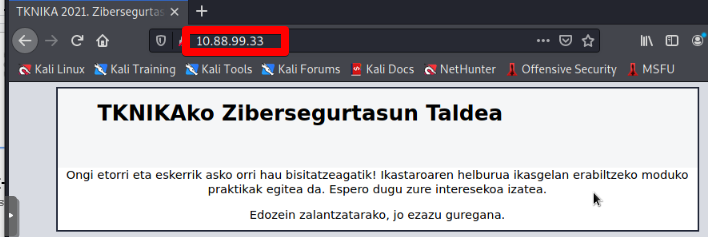 TKNIKA 2021. Zibersegurtas
10.88.99.33
Kali Linux Kali Training Kali Tools Kali Forums Kali Docs NetHunter Offensive Security MSFU
TKNIKAko Zibersegurtasun Taldea
Ongi etorri eta eskerrik asko orri hau bisitatzeagatik! Ikastaroaren helburua ikasgelan erabiltzeko moduko
praktikak egitea da. Espero dugu zure interesekoa izatea.
Edozein zalantzatarako, jo ezazu guregana.